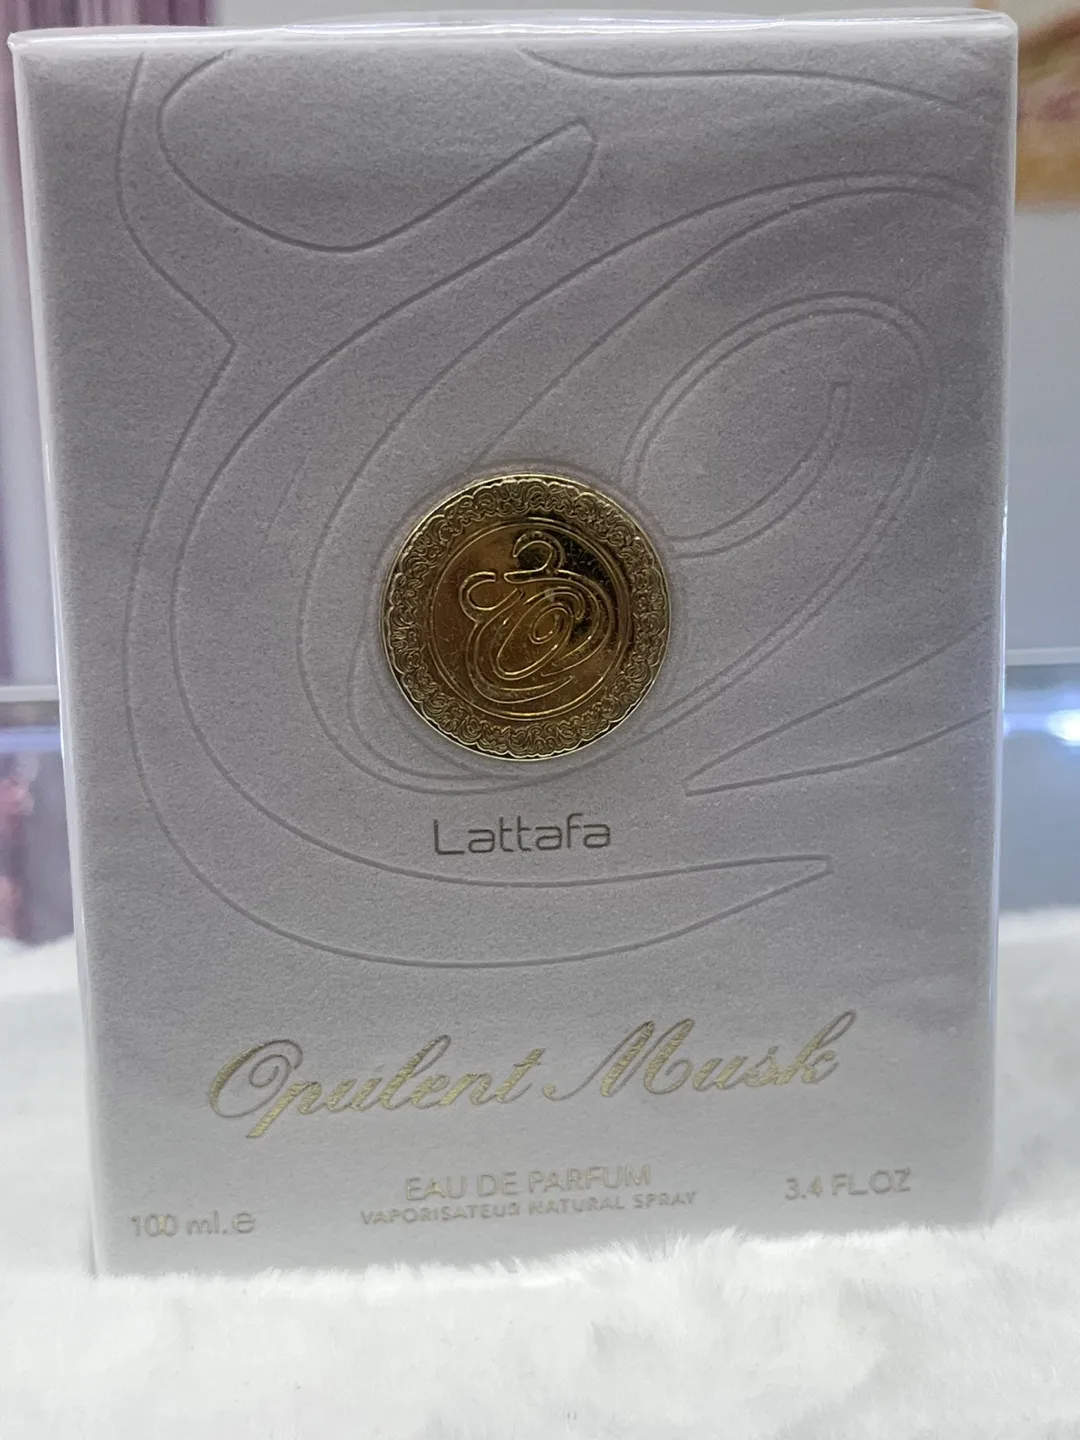 Lattafa
Opulent Musk
EAU DE PARFUM
VAPORISATEUR NATURAL SPRAY
100 ml.e
3.4 FL.OZ